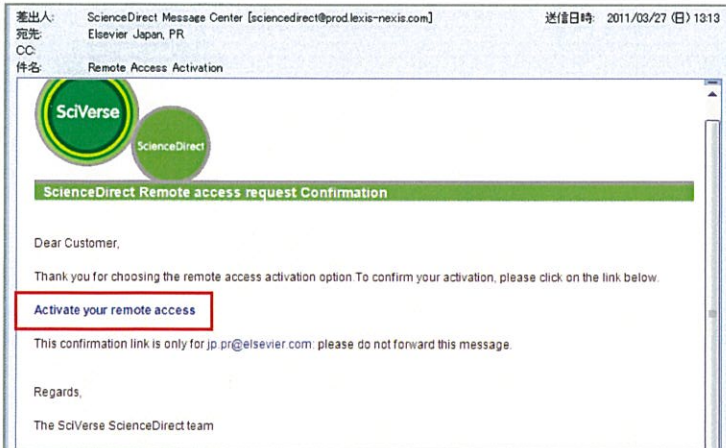 差出人: ScienceDirect Message Center [sciencedirect@prod.lexis-nexis.com] 送信日時: 2011/03/27 (日) 13:13
宛先: Elsevier Japan, PR
CC:
件名: Remote Access Activation
SciVerse
ScienceDirect
ScienceDirect Remote access request Confirmation
Dear Customer,
Thank you for choosing the remote access activation option.To confirm your activation, please click on the link below.
Activate your remote access
This confirmation link is only for jp.pr@elsevier.com: please do not forward this message.
Regards,
The SciVerse ScienceDirect team